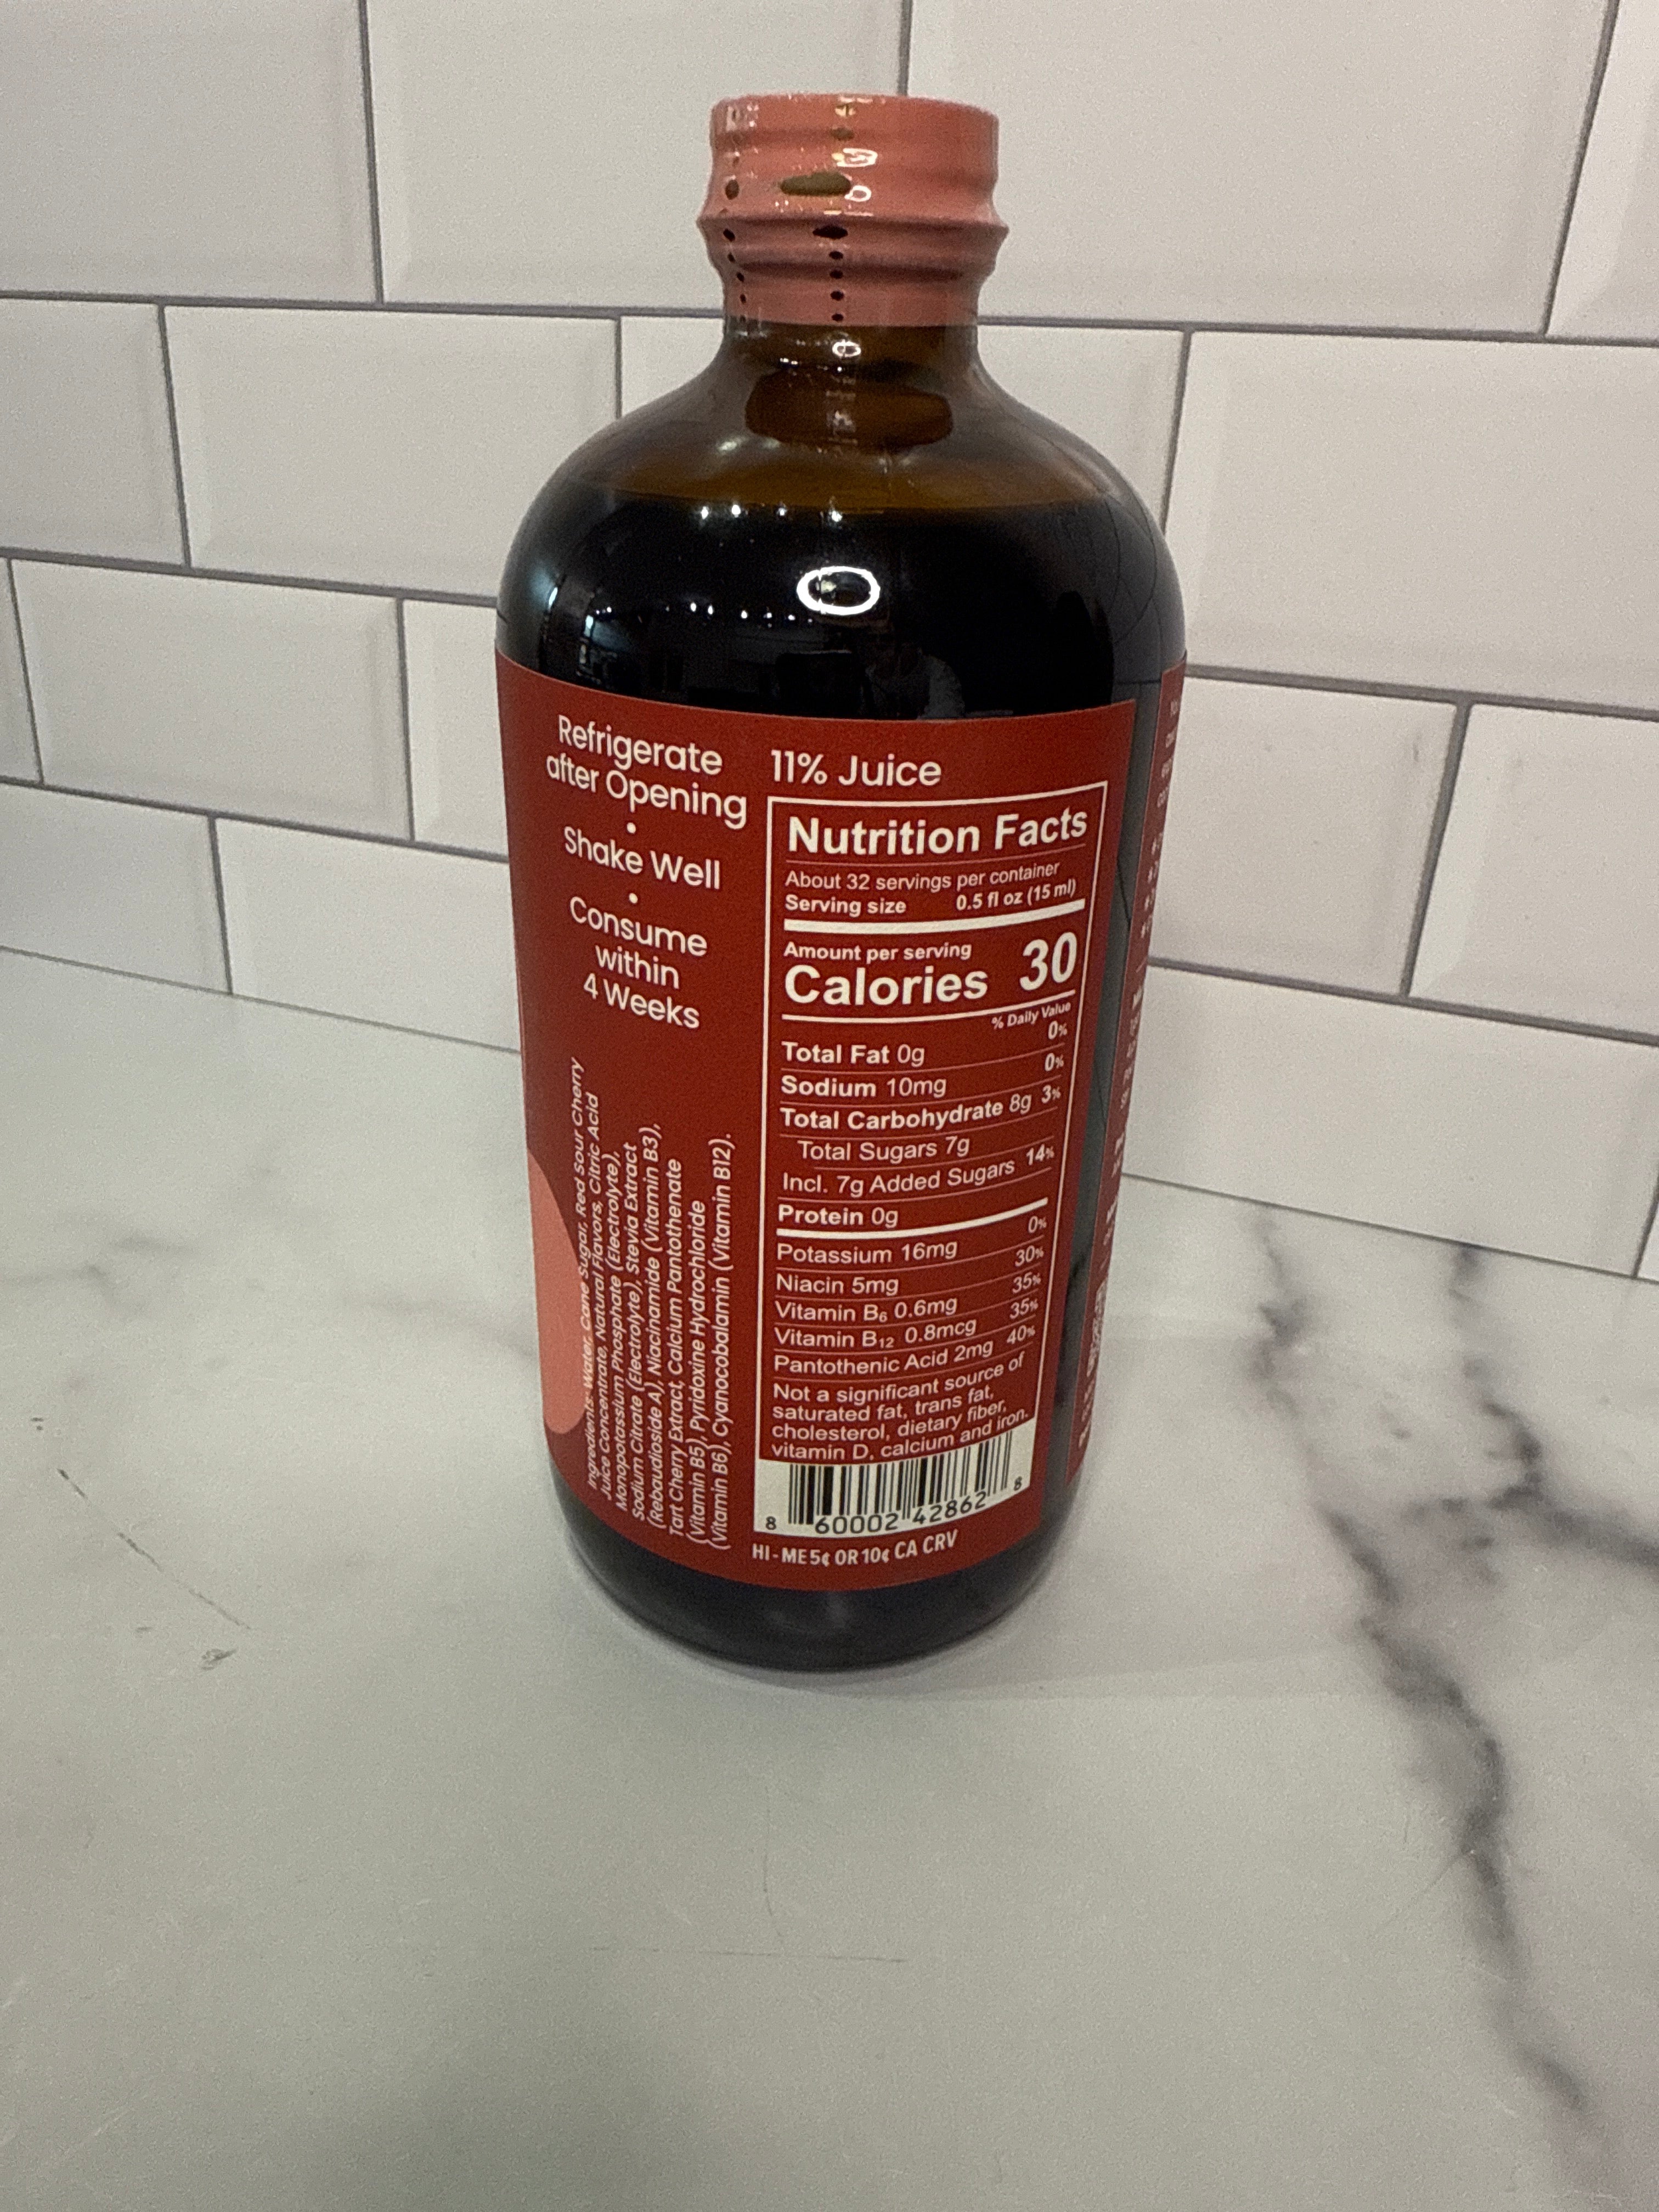 Refrigerate
after Opening
•
Shake Well
•
Consume
within
4 Weeks
Ingredients: Water, Cane Sugar, Red Sour Cherry
Juice Concentrate, Natural Flavors, Citric Acid
Monopotassium Phosphate (Electrolyte),
Sodium Citrate (Electrolyte), Stevia Extract
(Rebaudioside A), Niacinamide (Vitamin B3),
Tart Cherry Extract, Calcium Pantothenate
(Vitamin B5), Pyridoxine Hydrochloride
(Vitamin B6), Cyanocobalamin (Vitamin B12).
11% Juice
Nutrition Facts
About 32 servings per container
Serving size 0.5 fl oz (15 ml)
Amount per serving
Calories 30
% Daily Value
Total Fat 0g 0%
Sodium 10mg 0%
Total Carbohydrate 8g 3%
Total Sugars 7g
Incl. 7g Added Sugars 14%
Protein 0g
Potassium 16mg 0%
Niacin 5mg 30%
Vitamin B6 0.6mg 35%
Vitamin B12 0.8mcg 35%
Pantothenic Acid 2mg 40%
Not a significant source of
saturated fat, trans fat,
cholesterol, dietary fiber,
vitamin D, calcium and iron.
8 60002 42862 8
HI-ME 5¢ OR 10¢ CA CRV